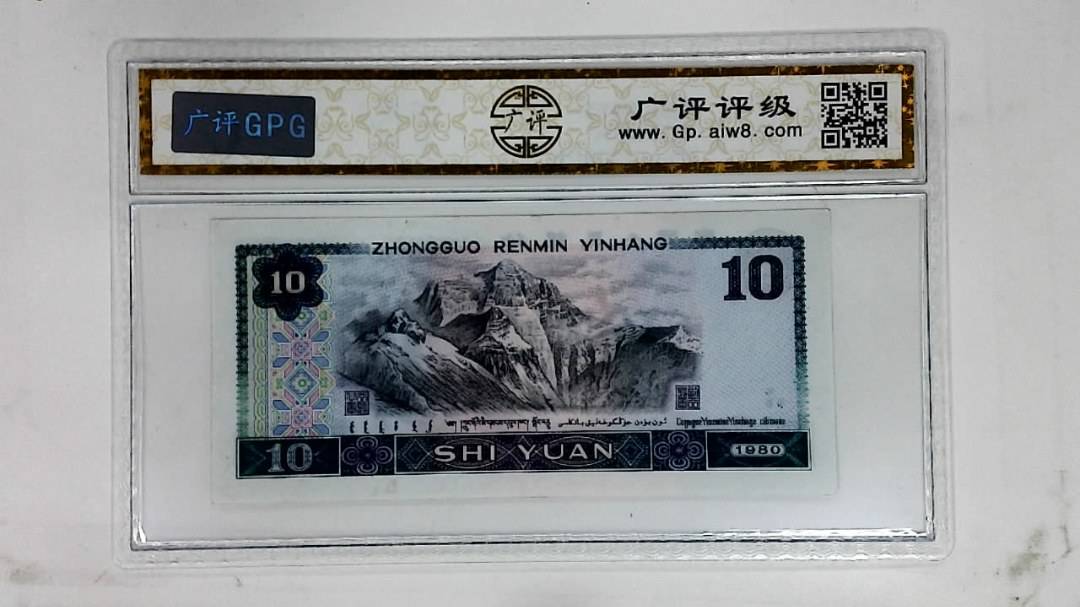 广评GPG
广评
广评评级
www. Gp. aiw8. com
ZHONGGUO RENMIN YINHANG
10
10
10
SHI YUAN
1980